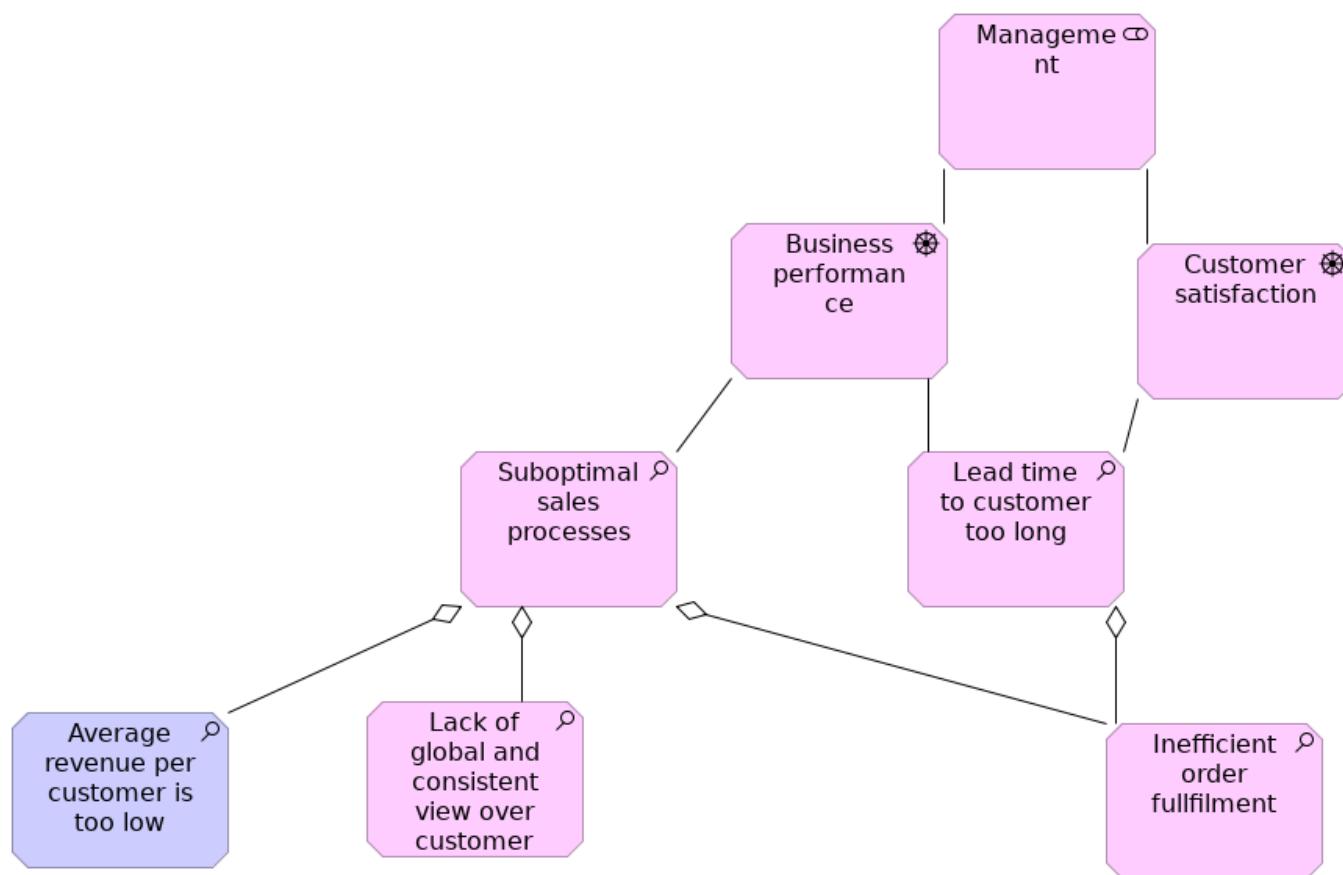 Manageme
nt
Business
performan
ce
Customer
satisfaction
Suboptimal
sales
processes
Lead time
to customer
too long
Average
revenue per
customer is
too low
Lack of
global and
consistent
view over
customer
Inefficient
order
fullfilment